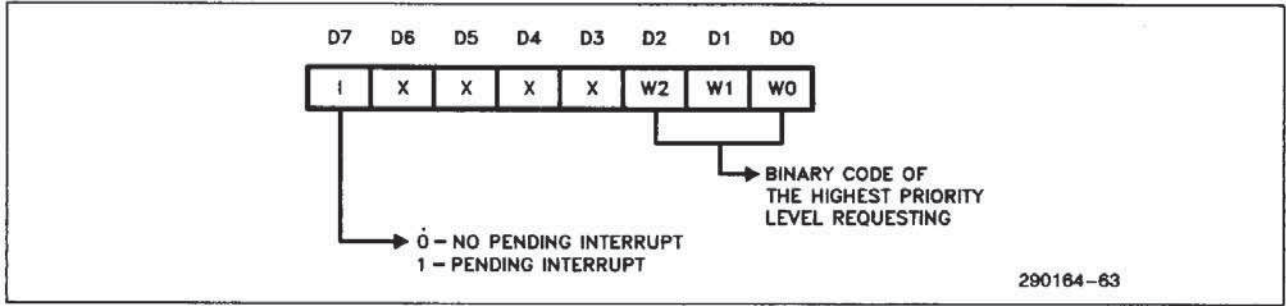 D7 D6 D5 D4 D3 D2 D1 D0
I X X X X W2 W1 W0
BINARY CODE OF
THE HIGHEST PRIORITY
LEVEL REQUESTING
0 – NO PENDING INTERRUPT
1 – PENDING INTERRUPT
290164–63